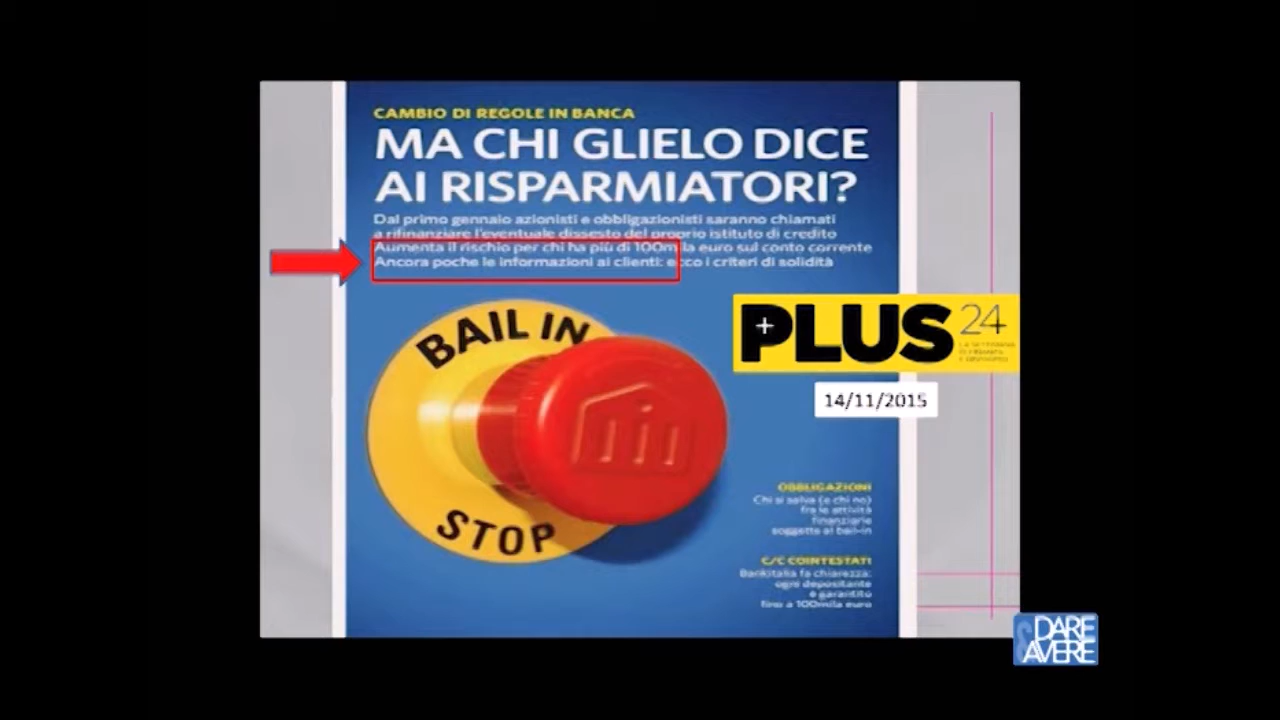 CAMBIO DI REGOLE IN BANCA
MA CHI GLIELO DICE
AI RISPARMIATORI?
Dal primo gennaio azionisti e obbligazionisti saranno chiamati
a rifinanziare l'eventuale dissesto del proprio istituto di credito
Aumenta il rischio per chi ha più di 100mila euro sul conto corrente
Ancora poche le informazioni ai clienti: ecco i criteri di solidità
BAIL IN
STOP
+PLUS 24
14/11/2015
OBBLIGAZIONI
Chi si salva (e chi no)
fra le attività
finanziarie
soggette al bail-in
C/C COINTESTATI
Bankitalia fa chiarezza:
ogni depositante
è garantito
fino a 100mila euro
DARE
& AVERE